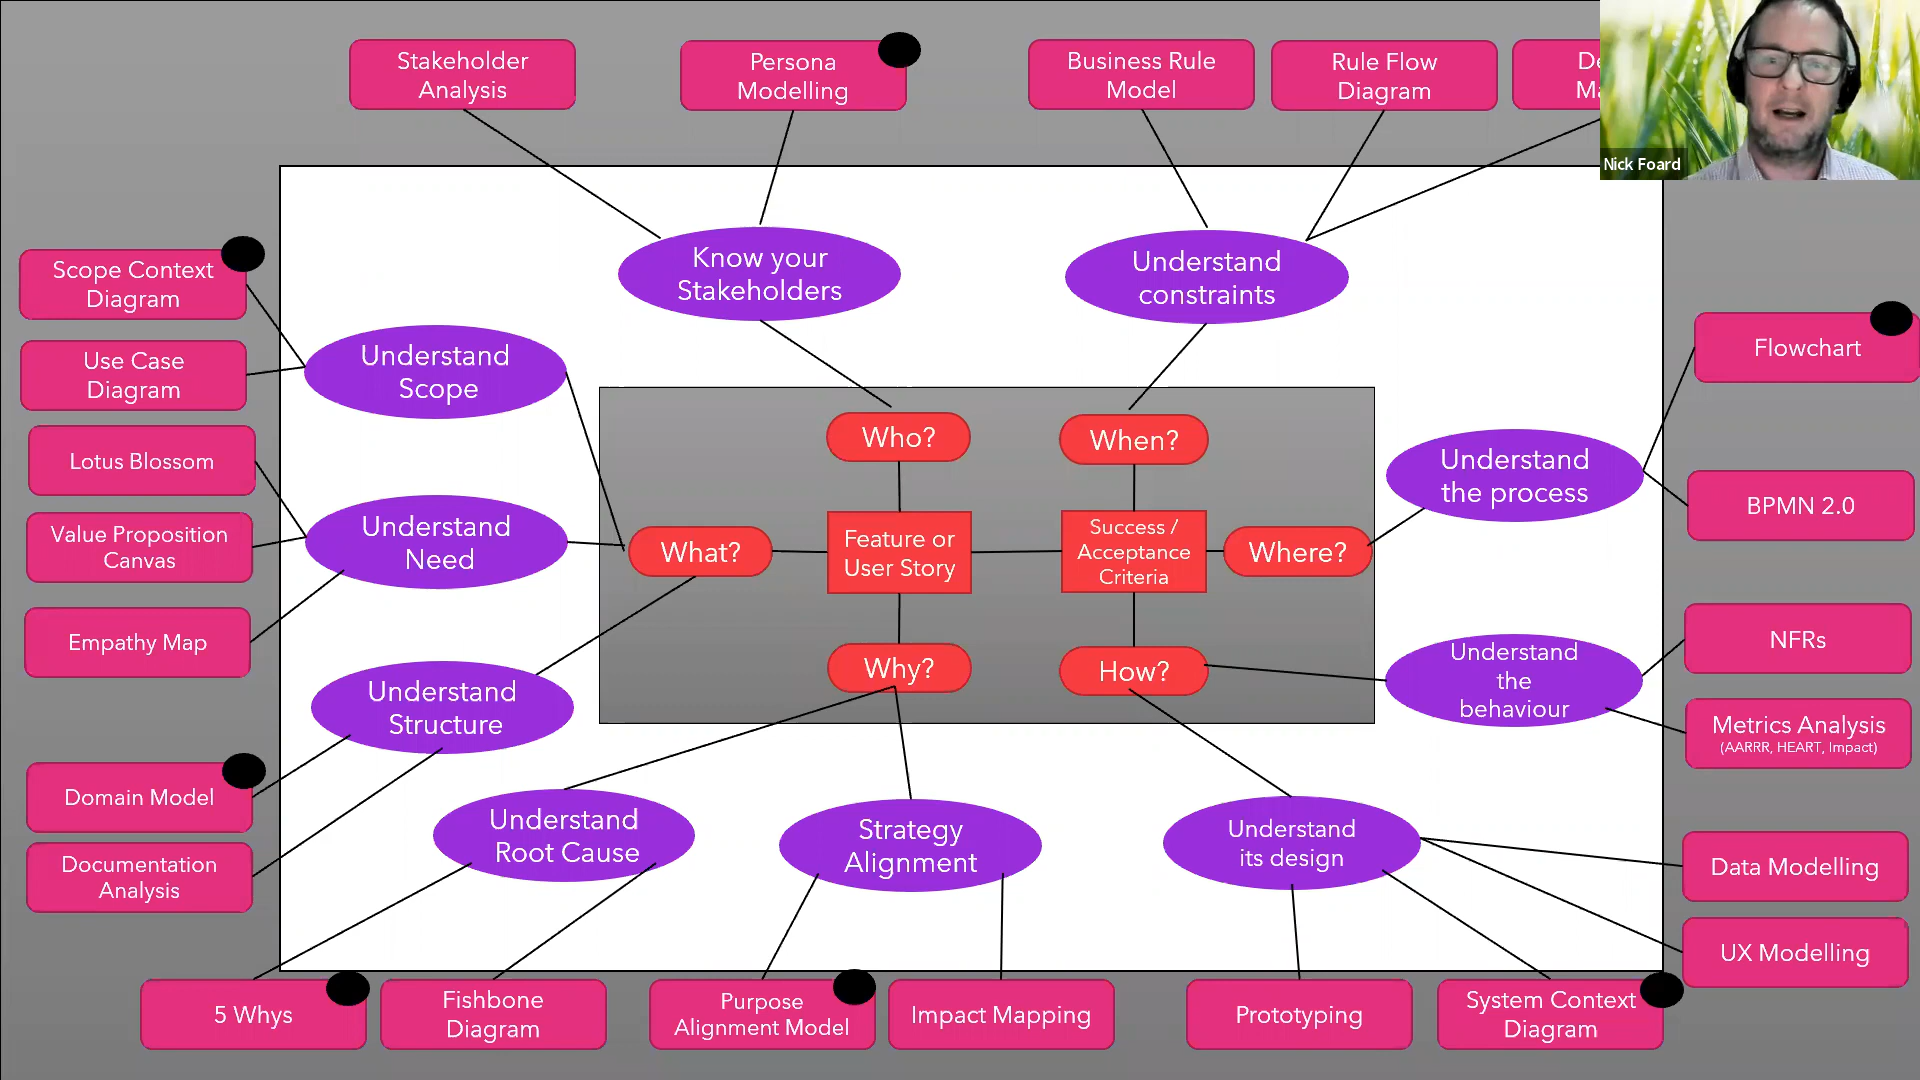 Stakeholder
Analysis
Persona
Modelling
Business Rule
Model
Rule Flow
Diagram
Nick Foard
Know your
Stakeholders
Understand
constraints
Scope Context
Diagram
Use Case
Diagram
Lotus Blossom
Value Proposition
Canvas
Empathy Map
Domain Model
Documentation
Analysis
Understand
Scope
Understand
Need
Understand
Structure
Who?
When?
What?
Feature or
User Story
Success /
Acceptance
Criteria
Where?
Why?
How?
Understand
the process
Understand
the
behaviour
Flowchart
BPMN 2.0
NFRs
Metrics Analysis
(AARRR, HEART, Impact)
Data Modelling
UX Modelling
Understand
Root Cause
Strategy
Alignment
Understand
its design
5 Whys
Fishbone
Diagram
Purpose
Alignment Model
Impact Mapping
Prototyping
System Context
Diagram